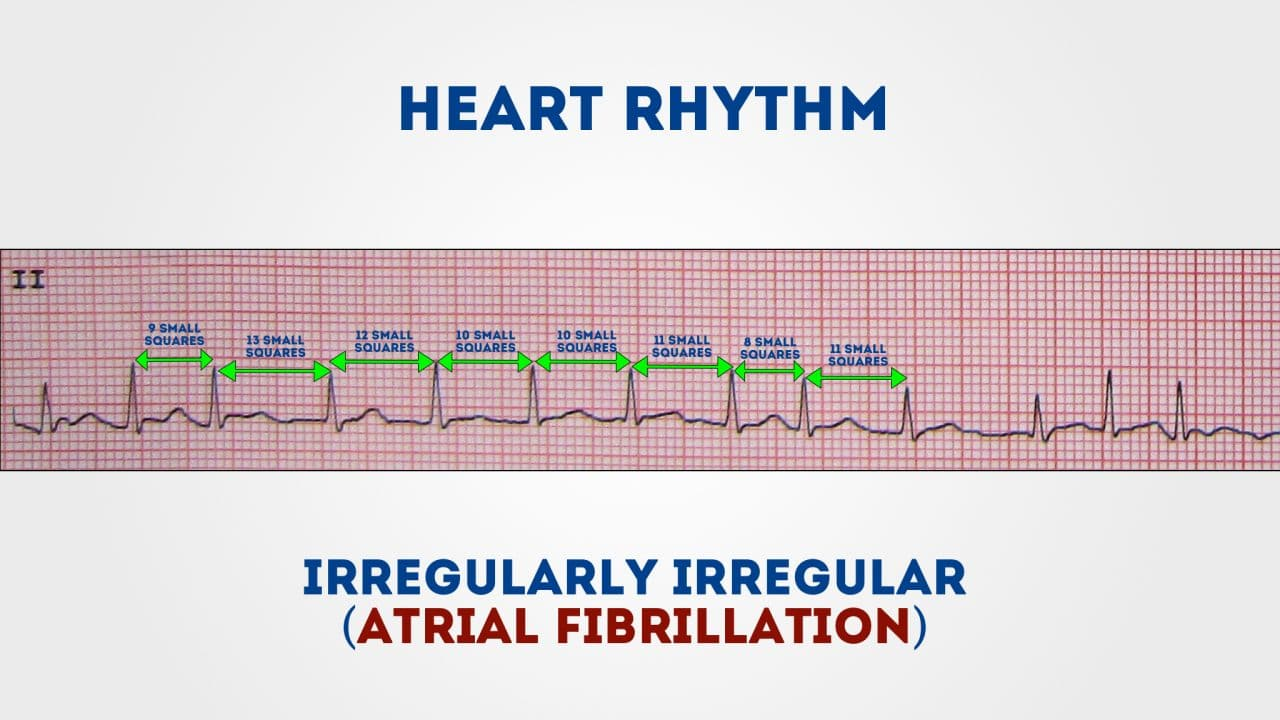 HEART RHYTHM
II
9 SMALL
SQUARES
13 SMALL
SQUARES
12 SMALL
SQUARES
10 SMALL
SQUARES
10 SMALL
SQUARES
11 SMALL
SQUARES
8 SMALL
SQUARES
11 SMALL
SQUARES
IRREGULARLY IRREGULAR
(ATRIAL FIBRILLATION)